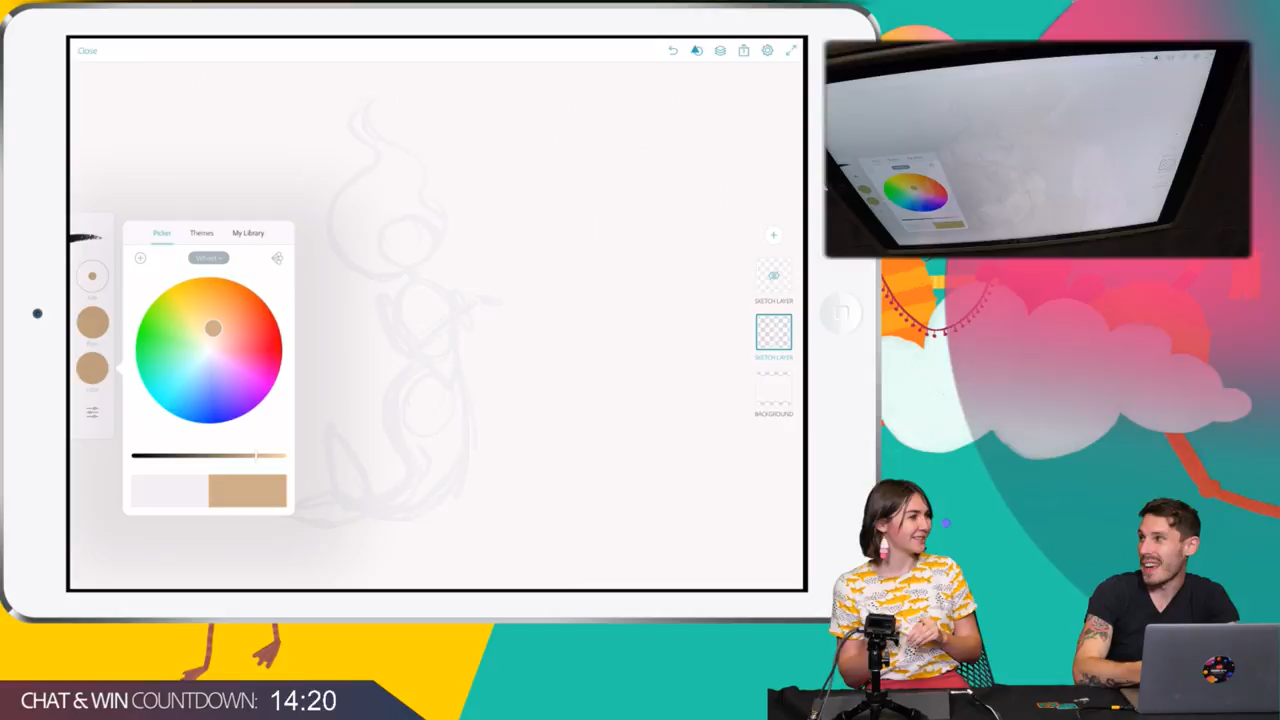 Close
Picker Themes My Library
Wheel
SKETCH LAYER
SKETCH LAYER
BACKGROUND
CHAT & WIN COUNTDOWN: 14:20